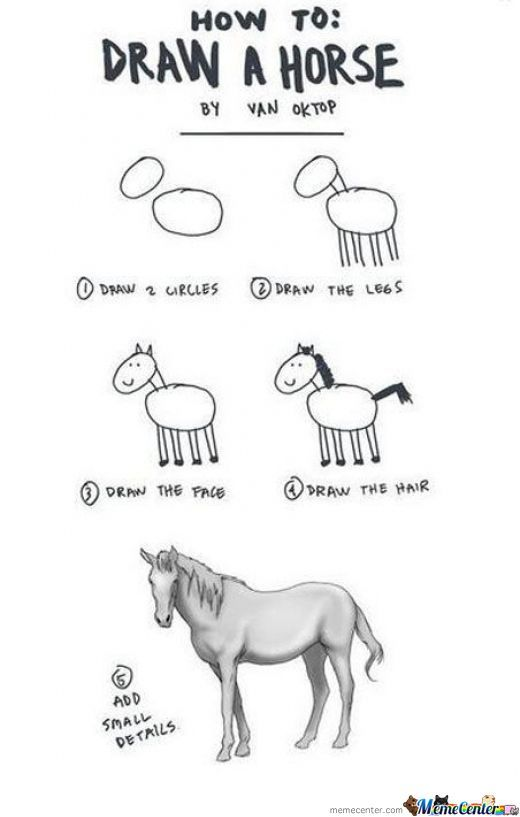 HOW TO:
DRAW A HORSE
BY VAN OKTOP
① DRAW 2 CIRCLES
② DRAW THE LEGS
③ DRAW THE FACE
④ DRAW THE HAIR
⑤
ADD
SMALL
DETAILS.
memecenter.com MemeCenter